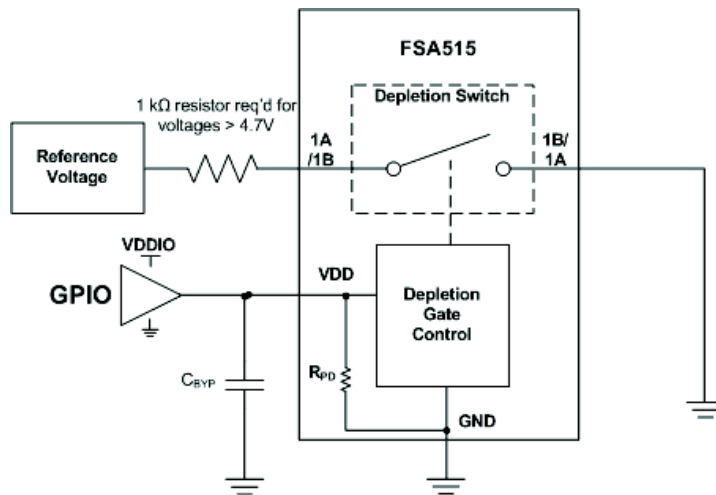 FSA515
Depletion Switch
1 kΩ resistor req'd for
voltages > 4.7V
1A
/1B
1B/
1A
Reference
Voltage
VDDIO
GPIO
VDD
Depletion
Gate
Control
RPD
CBYP
GND